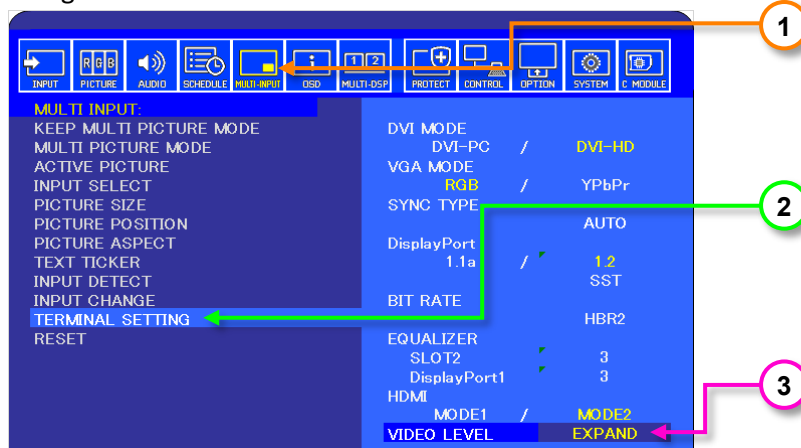 1
INPUT RGB PICTURE AUDIO SCHEDULE MULTI-INPUT i OSD 1 2 MULTI-DSP PROTECT CONTROL OPTION SYSTEM C MODULE
MULTI INPUT:
KEEP MULTI PICTURE MODE
MULTI PICTURE MODE
ACTIVE PICTURE
INPUT SELECT
PICTURE SIZE
PICTURE POSITION
PICTURE ASPECT
TEXT TICKER
INPUT DETECT
INPUT CHANGE
TERMINAL SETTING
RESET
DVI MODE
DVI-PC / DVI-HD
VGA MODE
RGB / YPbPr
SYNC TYPE
AUTO
DisplayPort
1.1a / 1.2
SST
BIT RATE
HBR2
EQUALIZER
SLOT2 3
DisplayPort1 3
HDMI
MODE1 / MODE2
VIDEO LEVEL EXPAND
2
3